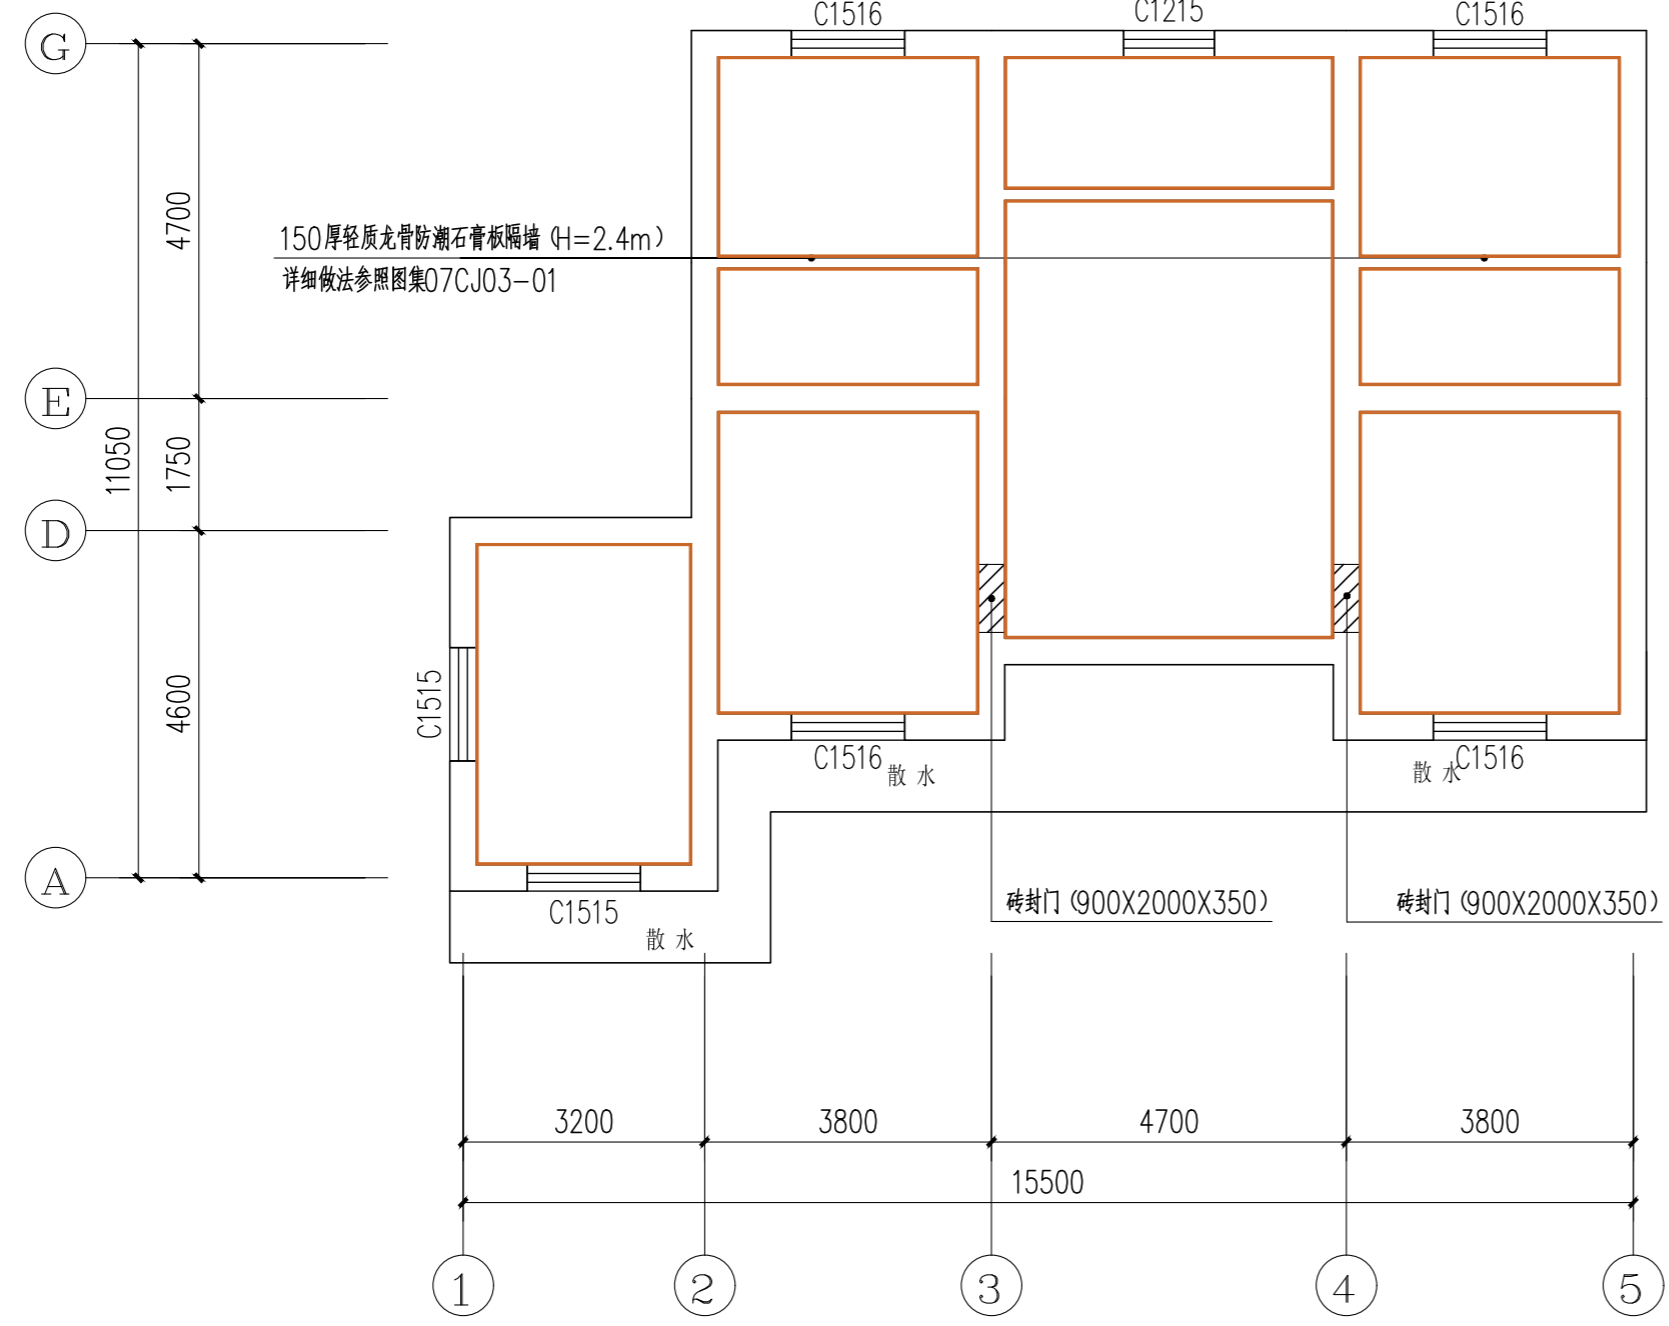 C1516
C1215
C1516
G
4700
150厚轻质龙骨防潮石膏板隔墙(H=2.4m)
详细做法参照图集07CJ03-01
E
11050
1750
D
4600
C1515
C1516
散 水
散 水
C1516
A
C1515
散 水
砖封门(900X2000X350)
砖封门(900X2000X350)
3200
3800
4700
3800
15500
1
2
3
4
5